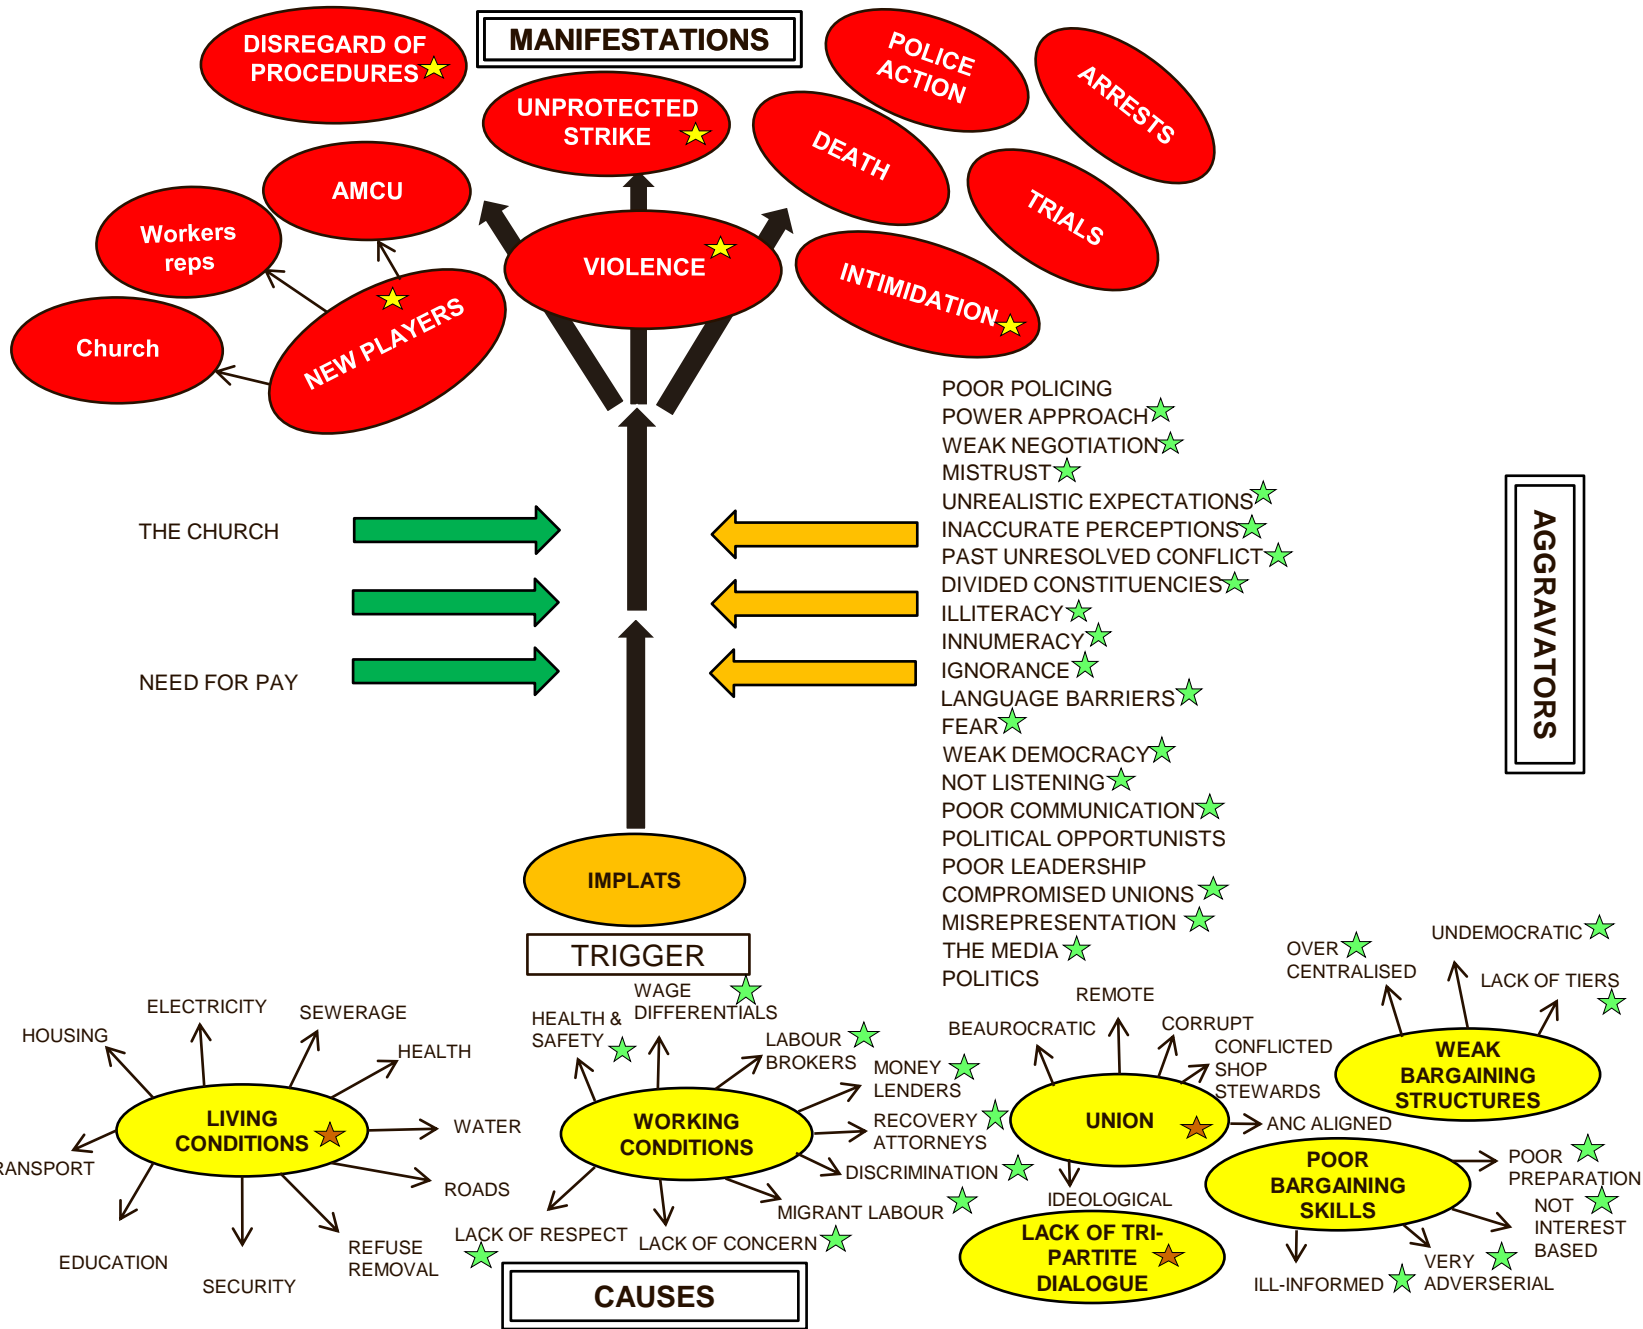 MANIFESTATIONS
DISREGARD OF
PROCEDURES
UNPROTECTED
STRIKE
POLICE
ACTION
ARRESTS
DEATH
TRIALS
AMCU
Workers
reps
Church
NEW PLAYERS
VIOLENCE
INTIMIDATION
THE CHURCH
NEED FOR PAY
POOR POLICING
POWER APPROACH
WEAK NEGOTIATION
MISTRUST
UNREALISTIC EXPECTATIONS
INACCURATE PERCEPTIONS
PAST UNRESOLVED CONFLICT
DIVIDED CONSTITUENCIES
ILLITERACY
INNUMERACY
IGNORANCE
LANGUAGE BARRIERS
FEAR
WEAK DEMOCRACY
NOT LISTENING
POOR COMMUNICATION
POLITICAL OPPORTUNISTS
POOR LEADERSHIP
COMPROMISED UNIONS
MISREPRESENTATION
THE MEDIA
POLITICS
AGGRAVATORS
IMPLATS
TRIGGER
HOUSING
ELECTRICITY
SEWERAGE
HEALTH
LIVING
CONDITIONS
WATER
RANSPORT
ROADS
EDUCATION
SECURITY
REFUSE
REMOVAL
HEALTH &
SAFETY
WAGE
DIFFERENTIALS
LABOUR
BROKERS
MONEY
LENDERS
WORKING
CONDITIONS
RECOVERY
ATTORNEYS
DISCRIMINATION
MIGRANT LABOUR
LACK OF CONCERN
LACK OF RESPECT
CAUSES
BEAUROCRATIC
REMOTE
CORRUPT
CONFLICTED
SHOP
STEWARDS
UNION
ANC ALIGNED
IDEOLOGICAL
LACK OF TRI-
PARTITE
DIALOGUE
OVER
CENTRALISED
UNDEMOCRATIC
LACK OF TIERS
WEAK
BARGAINING
STRUCTURES
POOR
BARGAINING
SKILLS
POOR
PREPARATION
NOT
INTEREST
BASED
VERY
ADVERSERIAL
ILL-INFORMED